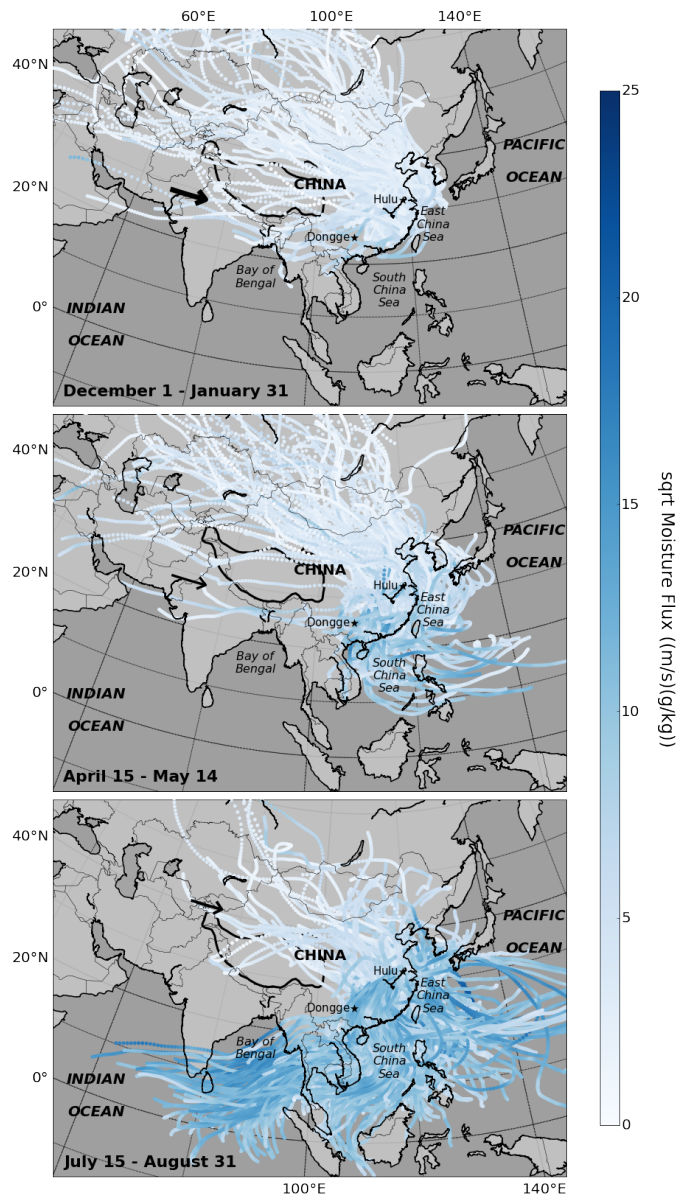 60°E 100°E 140°E
40°N
20°N
0°
PACIFIC
OCEAN
CHINA
Hulu
East
China
Sea
Dongge
Bay of
Bengal
South
China
Sea
INDIAN
OCEAN
December 1 - January 31
40°N
20°N
0°
PACIFIC
OCEAN
CHINA
Hulu
East
China
Sea
Dongge
Bay of
Bengal
South
China
Sea
INDIAN
OCEAN
April 15 - May 14
40°N
20°N
0°
PACIFIC
OCEAN
CHINA
Hulu
East
China
Sea
Dongge
Bay of
Bengal
South
China
Sea
INDIAN
OCEAN
July 15 - August 31
100°E 140°E
25
20
15
10
5
0
sqrt Moisture Flux ((m/s)(g/kg))